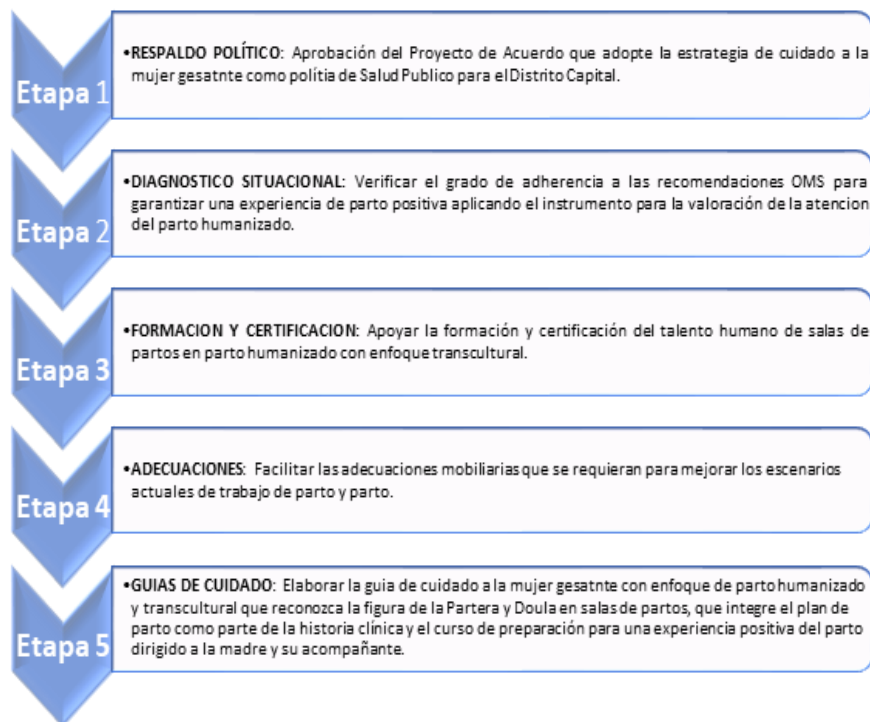 Etapa 1
•RESPALDO POLÍTICO: Aprobación del Proyecto de Acuerdo que adopte la estrategia de cuidado a la
mujer gesatnte como polítia de Salud Publico para el Distrito Capital.
Etapa 2
•DIAGNOSTICO SITUACIONAL: Verificar el grado de adherencia a las recomendaciones OMS para
garantizar una experiencia de parto positiva aplicando el instrumento para la valoración de la atencion
del parto humanizado.
Etapa 3
•FORMACION Y CERTIFICACION: Apoyar la formación y certificación del talento humano de salas de
partos en parto humanizado con enfoque transcultural.
Etapa 4
•ADECUACIONES: Facilitar las adecuaciones mobiliarias que se requieran para mejorar los escenarios
actuales de trabajo de parto y parto.
Etapa 5
•GUIAS DE CUIDADO: Elaborar la guia de cuidado a la mujer gesatnte con enfoque de parto humanizado
y transcultural que reconozca la figura de la Partera y Doula en salas de partos, que integre el plan de
parto como parte de la historia clínica y el curso de preparación para una experiencia positiva del parto
dirigido a la madre y su acompañante.